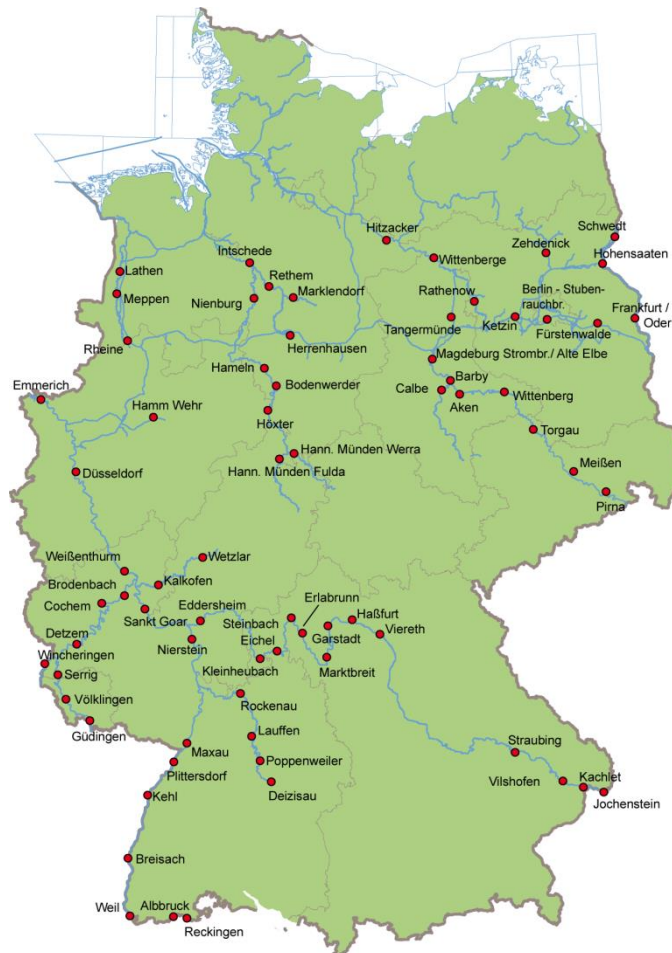 Schwedt
Hitzacker
Zehdenick
Hohensaaten
Intschede
Wittenberge
Lathen
Rethem
Rathenow
Berlin - Stuben-
rauchbr.
Meppen
Nienburg
Marklendorf
Frankfurt /
Oder
Tangermünde
Ketzin
Fürstenwalde
Rheine
Herrenhausen
Magdeburg Strombr./ Alte Elbe
Hameln
Barby
Emmerich
Bodenwerder
Calbe
Wittenberg
Hamm Wehr
Aken
Höxter
Torgau
Hann. Münden Werra
Düsseldorf
Hann. Münden Fulda
Meißen
Pirna
Weißenthurm
Wetzlar
Brodenbach
Kalkofen
Erlabrunn
Cochem
Eddersheim
Haßfurt
Sankt Goar
Steinbach
Garstadt
Viereth
Detzem
Nierstein
Eichel
Wincheringen
Kleinheubach
Marktbreit
Serrig
Völklingen
Rockenau
Güdingen
Lauffen
Maxau
Straubing
Plittersdorf
Poppenweiler
Vilshofen
Kachlet
Kehl
Deizisau
Jochenstein
Breisach
Weil
Albbruck
Reckingen